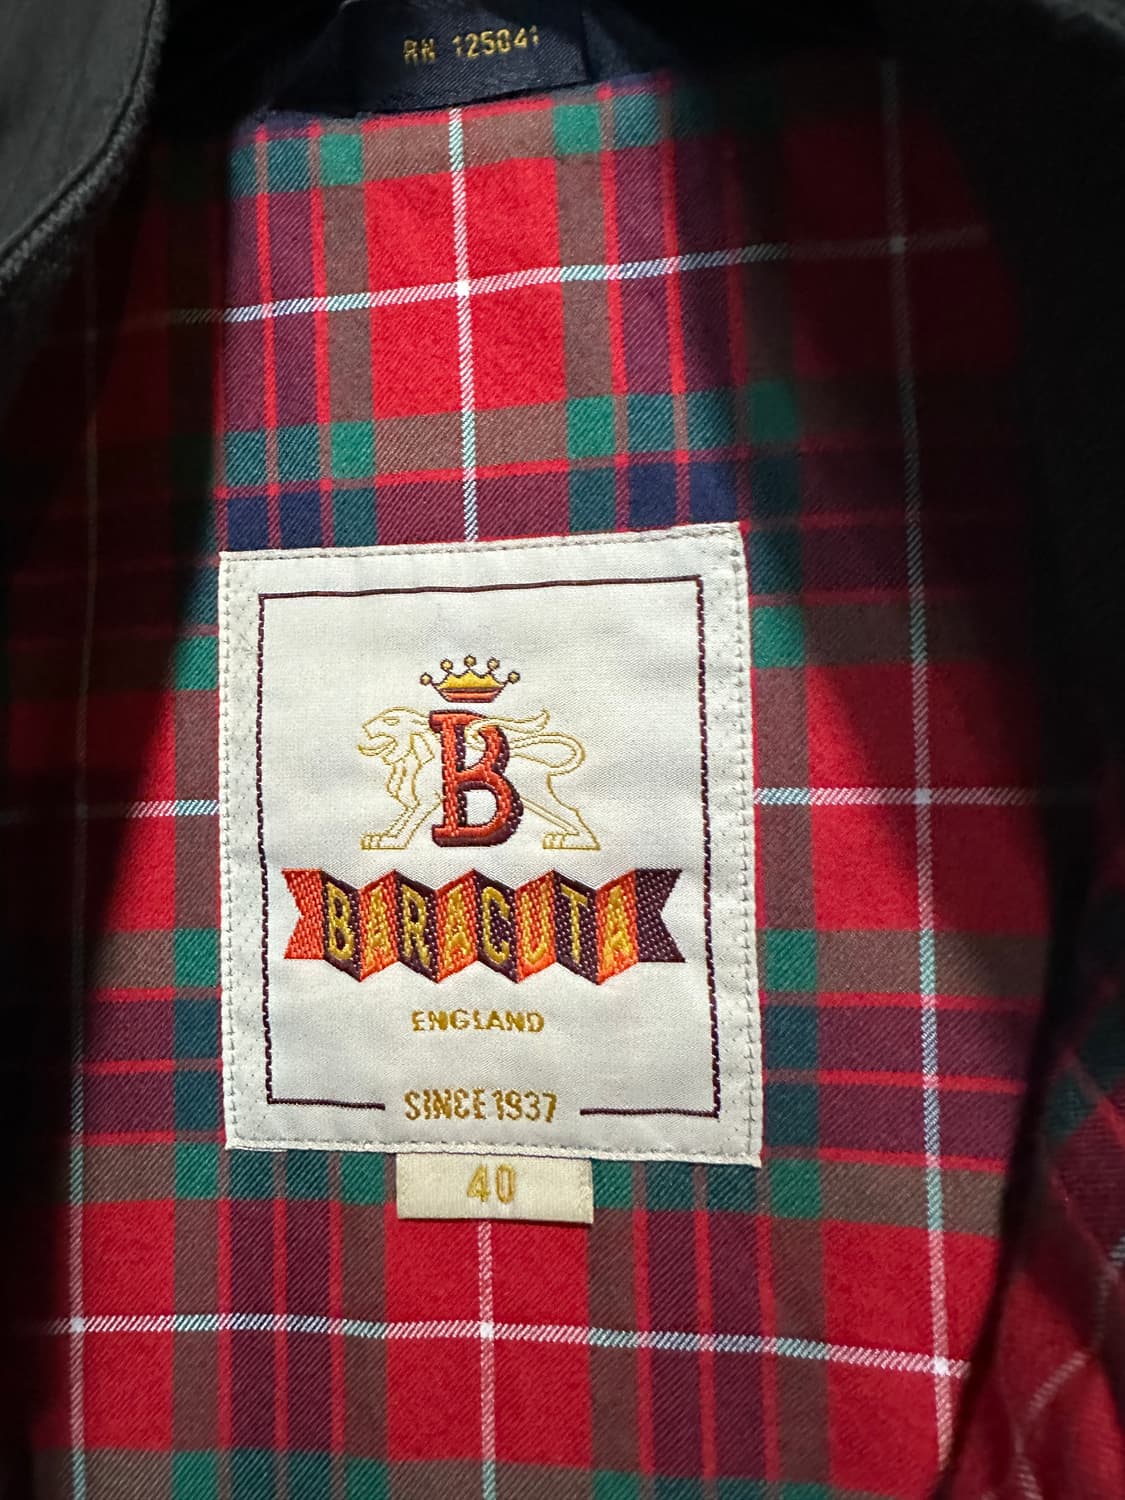 RN 125041
B
BARACUTA
ENGLAND
SINCE 1937
40